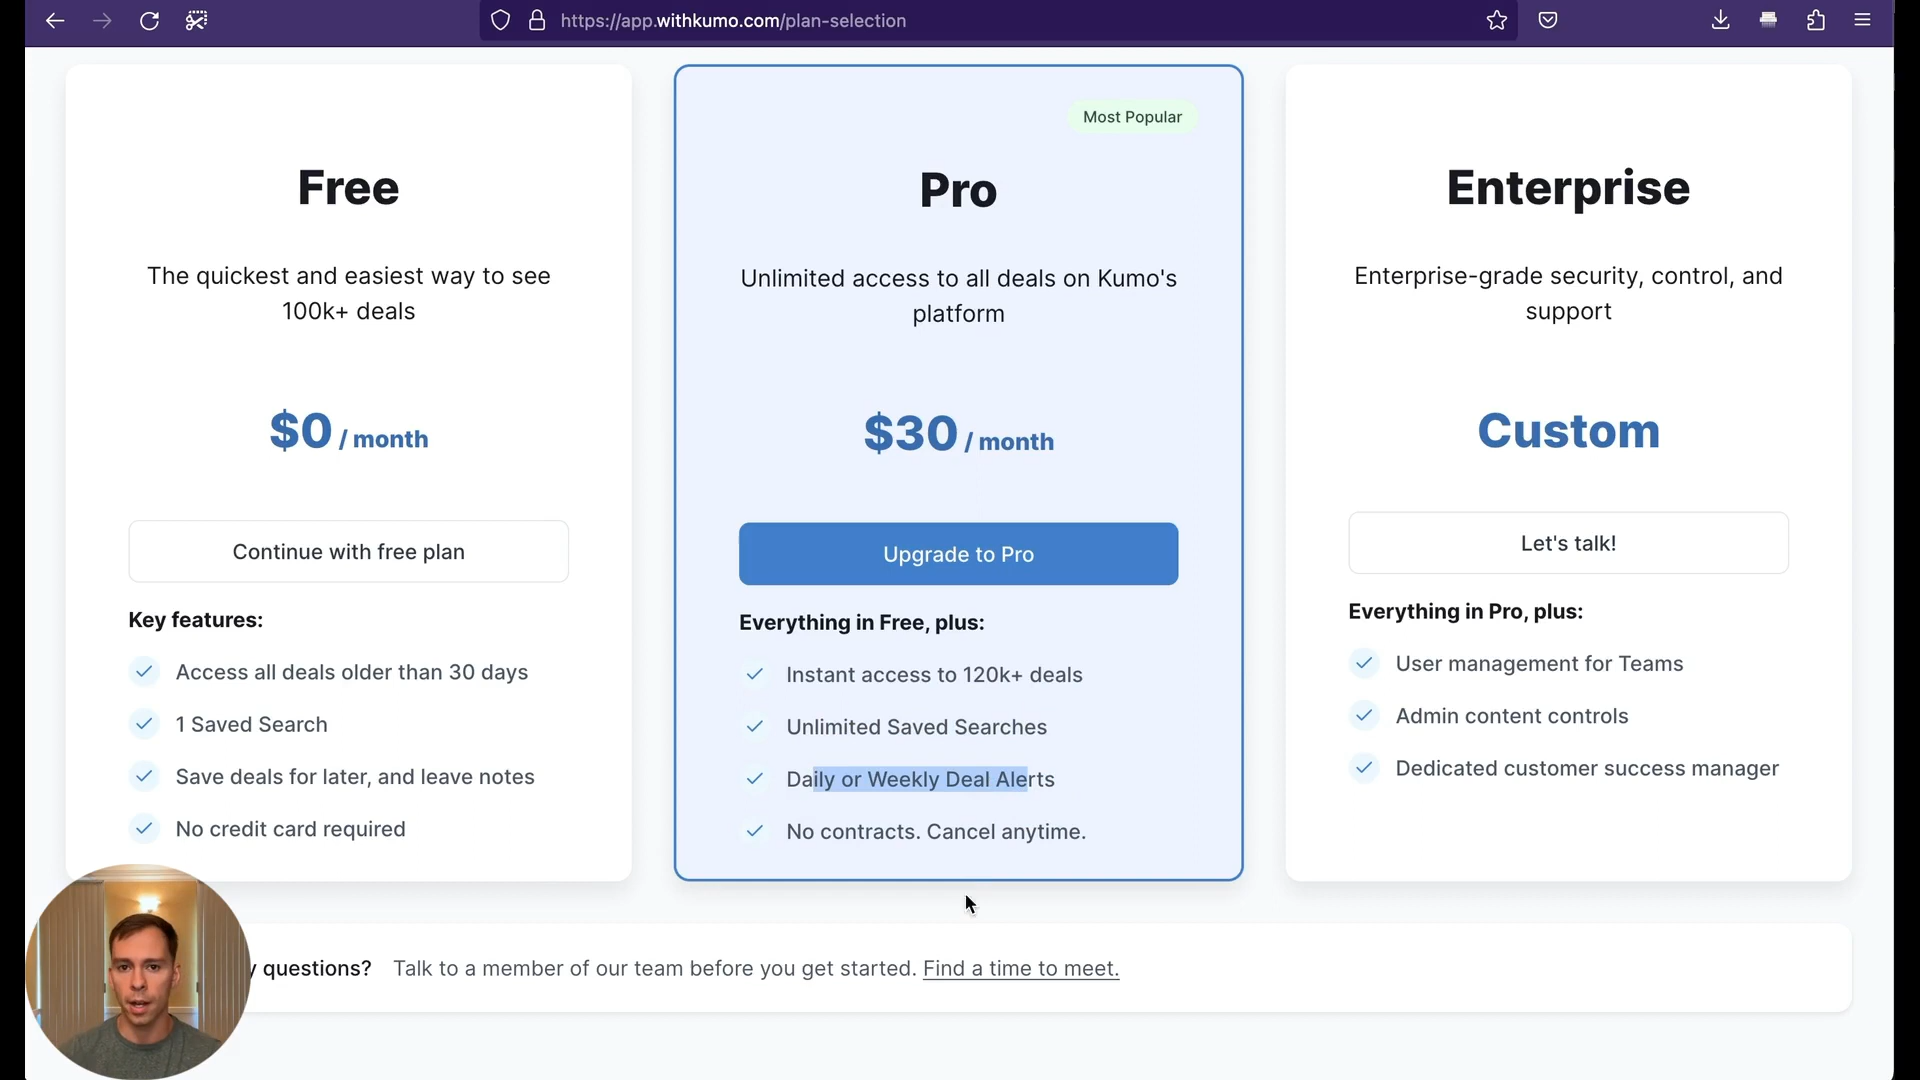 https://app.withkumo.com/plan-selection
Free
The quickest and easiest way to see
100k+ deals
$0 / month
Continue with free plan
Key features:
Access all deals older than 30 days
1 Saved Search
Save deals for later, and leave notes
No credit card required
Most Popular
Pro
Unlimited access to all deals on Kumo's
platform
$30 / month
Upgrade to Pro
Everything in Free, plus:
Instant access to 120k+ deals
Unlimited Saved Searches
Daily or Weekly Deal Alerts
No contracts. Cancel anytime.
Enterprise
Enterprise-grade security, control, and
support
Custom
Let's talk!
Everything in Pro, plus:
User management for Teams
Admin content controls
Dedicated customer success manager
questions? Talk to a member of our team before you get started. Find a time to meet.